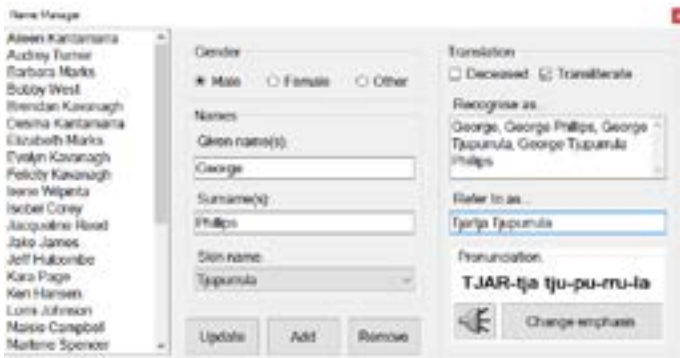 Name Manager
Aileen Kantamarra
Audrey Turner
Barbara Marks
Bobby West
Brendan Kavanagh
Desma Kantamarra
Elizabeth Marks
Evelyn Kavanagh
Felicity Kavanagh
Irene Wilpinta
Isobel Corey
Jacqueline Reed
Jake James
Jeff Hulcombe
Kara Page
Ken Hansen
Lorna Johnson
Maisie Campbell
Marlene Spencer
Gender
Male
Female
Other
Names
Given name(s):
George
Surname(s):
Phillips
Skin name:
Tjupurrula
Update
Add
Remove
Translation
Deceased
Transliterate
Recognise as...
George, George Phillips, George
Tjupurrula, George Tjupurrula
Phillips
Refer to as...
Tjartja Tjupurrula
Pronunciation
TJAR-tja tju-pu-rru-la
Change emphasis